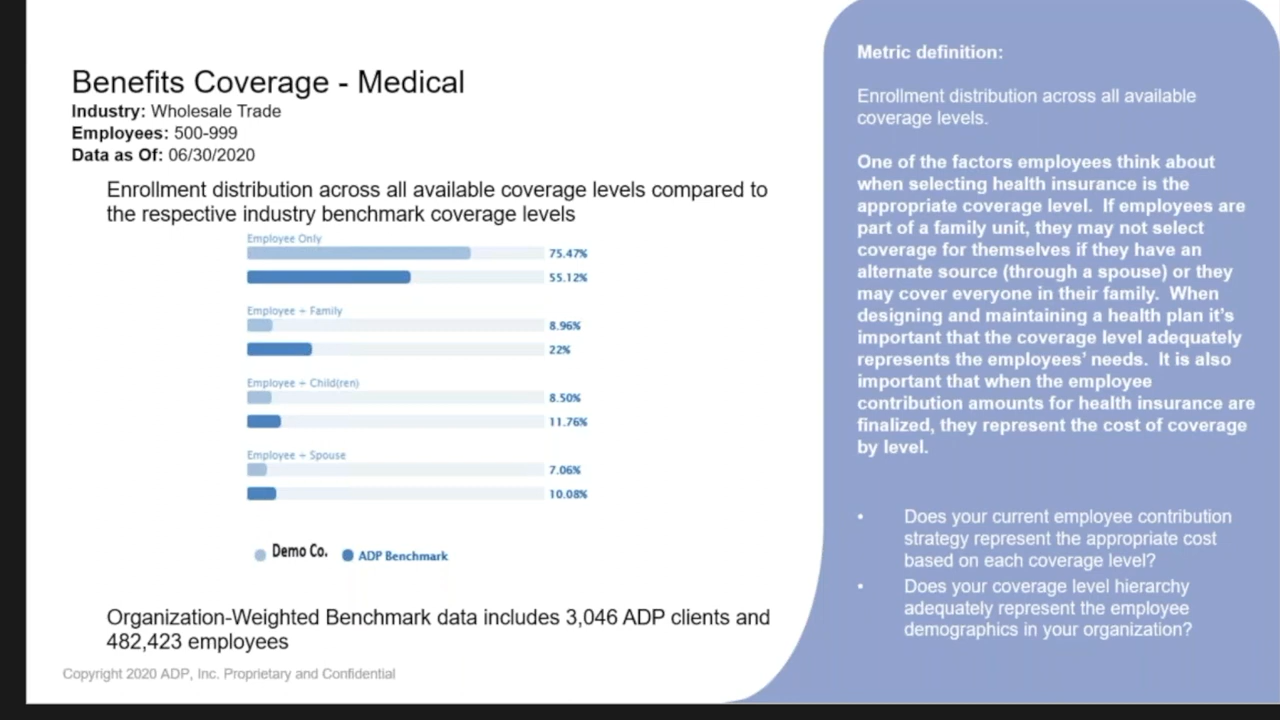 Benefits Coverage - Medical
Industry: Wholesale Trade
Employees: 500-999
Data as Of: 06/30/2020
Enrollment distribution across all available coverage levels compared to
the respective industry benchmark coverage levels
Employee Only
75.47%
55.12%
Employee + Family
8.96%
22%
Employee + Child(ren)
8.50%
11.76%
Employee + Spouse
7.06%
10.08%
Demo Co. ADP Benchmark
Organization-Weighted Benchmark data includes 3,046 ADP clients and
482,423 employees
Copyright 2020 ADP, Inc. Proprietary and Confidential
Metric definition:
Enrollment distribution across all available
coverage levels.
One of the factors employees think about
when selecting health insurance is the
appropriate coverage level. If employees are
part of a family unit, they may not select
coverage for themselves if they have an
alternate source (through a spouse) or they
may cover everyone in their family. When
designing and maintaining a health plan it’s
important that the coverage level adequately
represents the employees’ needs. It is also
important that when the employee
contribution amounts for health insurance are
finalized, they represent the cost of coverage
by level.
• Does your current employee contribution
strategy represent the appropriate cost
based on each coverage level?
• Does your coverage level hierarchy
adequately represent the employee
demographics in your organization?